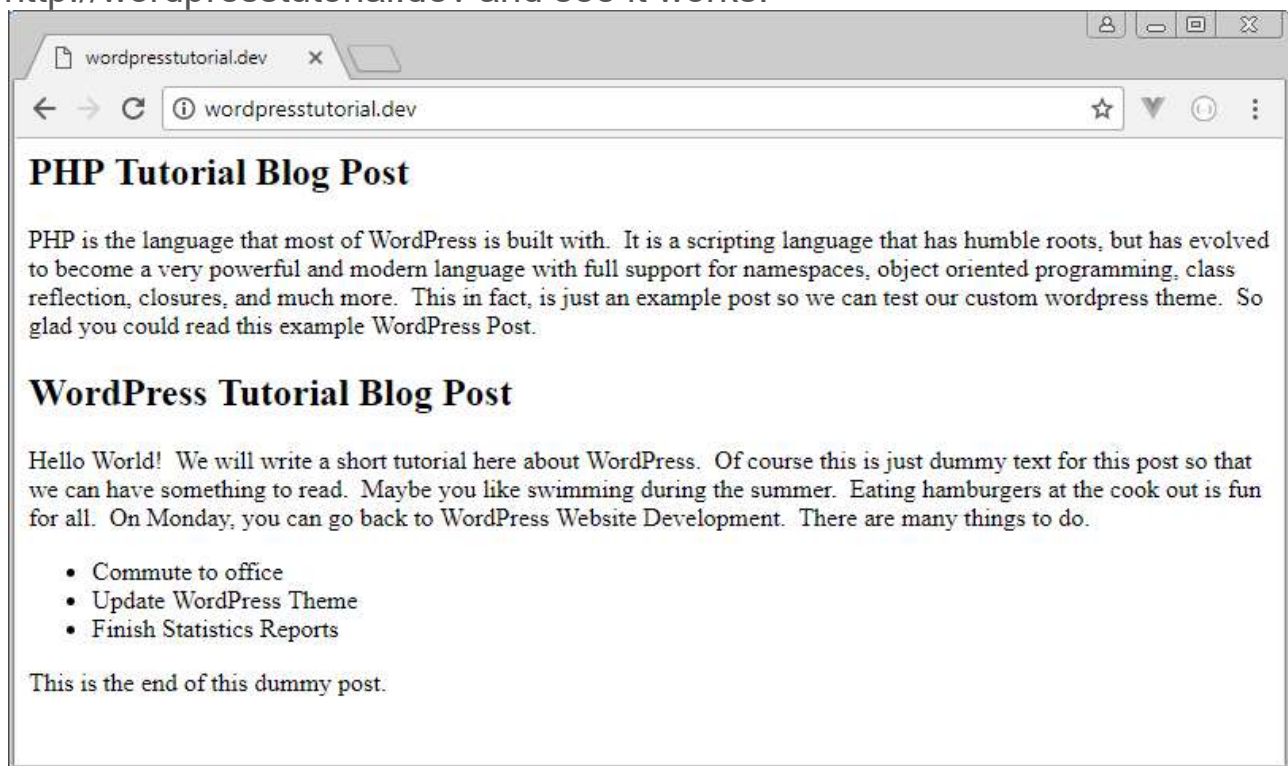 http://wordpresstutorial.dev and see it works.
wordpresstutorial.dev
wordpresstutorial.dev
PHP Tutorial Blog Post
PHP is the language that most of WordPress is built with.  It is a scripting language that has humble roots, but has evolved
to become a very powerful and modern language with full support for namespaces, object oriented programming, class
reflection, closures, and much more.  This in fact, is just an example post so we can test our custom wordpress theme.  So
glad you could read this example WordPress Post.
WordPress Tutorial Blog Post
Hello World!  We will write a short tutorial here about WordPress.  Of course this is just dummy text for this post so that
we can have something to read.  Maybe you like swimming during the summer.  Eating hamburgers at the cook out is fun
for all.  On Monday, you can go back to WordPress Website Development.  There are many things to do.
• Commute to office
• Update WordPress Theme
• Finish Statistics Reports
This is the end of this dummy post.